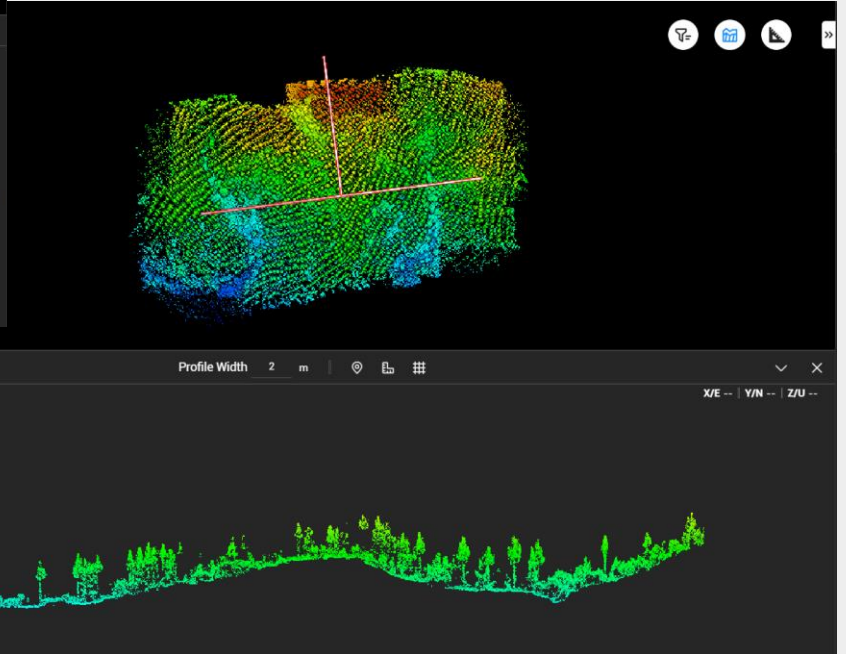 Profile Width 2 m
X/E -- | Y/N -- | Z/U --